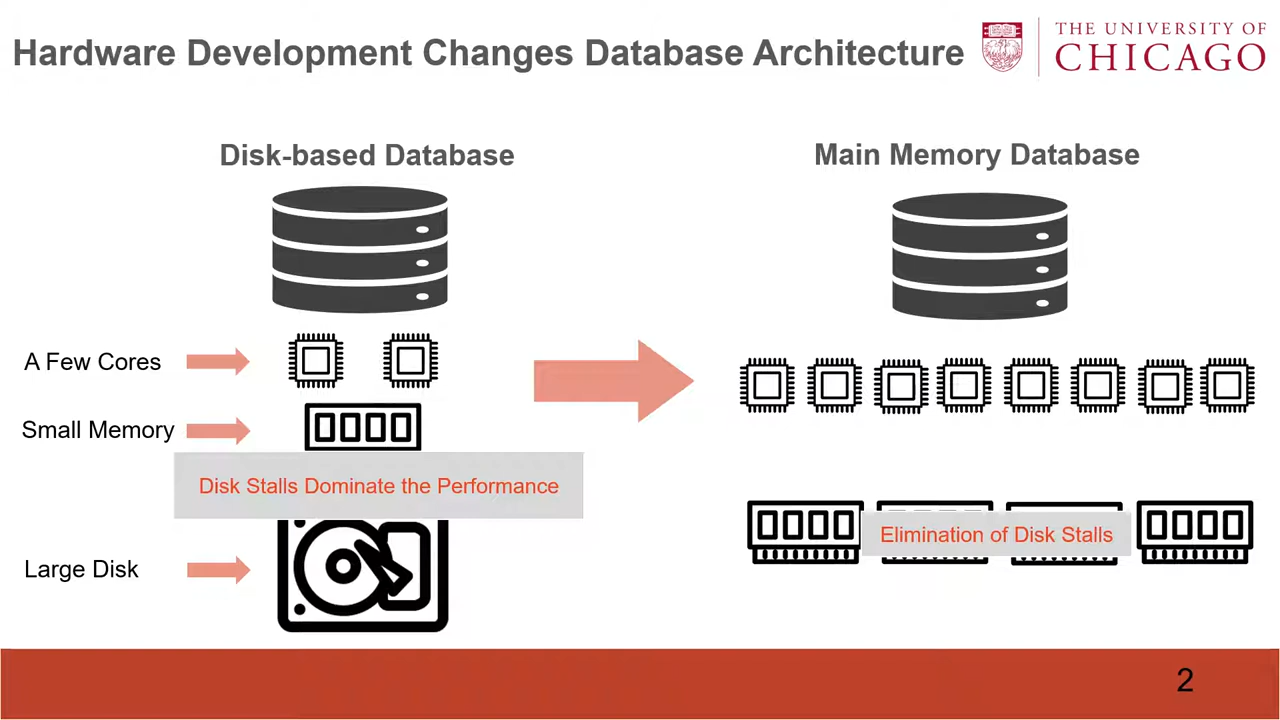 Hardware Development Changes Database Architecture
THE UNIVERSITY OF
CHICAGO
Disk-based Database
Main Memory Database
A Few Cores
Small Memory
Disk Stalls Dominate the Performance
Elimination of Disk Stalls
Large Disk
2